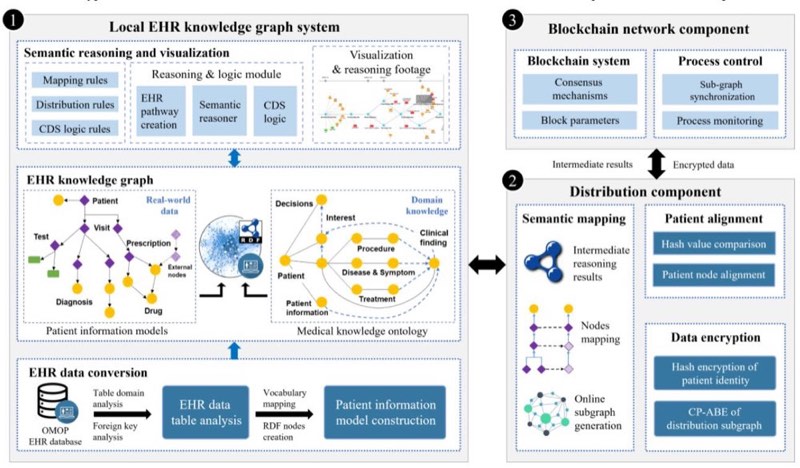 1
Local EHR knowledge graph system
Semantic reasoning and visualization
Mapping rules
Distribution rules
CDS logic rules
Reasoning & logic module
EHR
pathway
creation
Semantic
reasoner
CDS
logic
Visualization
& reasoning footage
EHR knowledge graph
Patient
Real-world
data
Test
Visit
Prescription
External
nodes
Diagnosis
Drug
Patient information models
RDF
Decisions
Domain
knowledge
Interest
Clinical
finding
Procedure
Patient
Disease & Symptom
Treatment
Patient
information
Medical knowledge ontology
EHR data conversion
OMOP
EHR database
Table domain
analysis
Foreign key
analysis
EHR data
table analysis
Vocabulary
mapping
RDF nodes
creation
Patient information
model construction
3
Blockchain network component
Blockchain system
Consensus
mechanisms
Block parameters
Process control
Sub-graph
synchronization
Process monitoring
Intermediate results
Encrypted data
2
Distribution component
Semantic mapping
Intermediate
reasoning
results
Nodes
mapping
Online
subgraph
generation
Patient alignment
Hash value comparison
Patient node alignment
Data encryption
Hash encryption of
patient identity
CP-ABE of
distribution subgraph